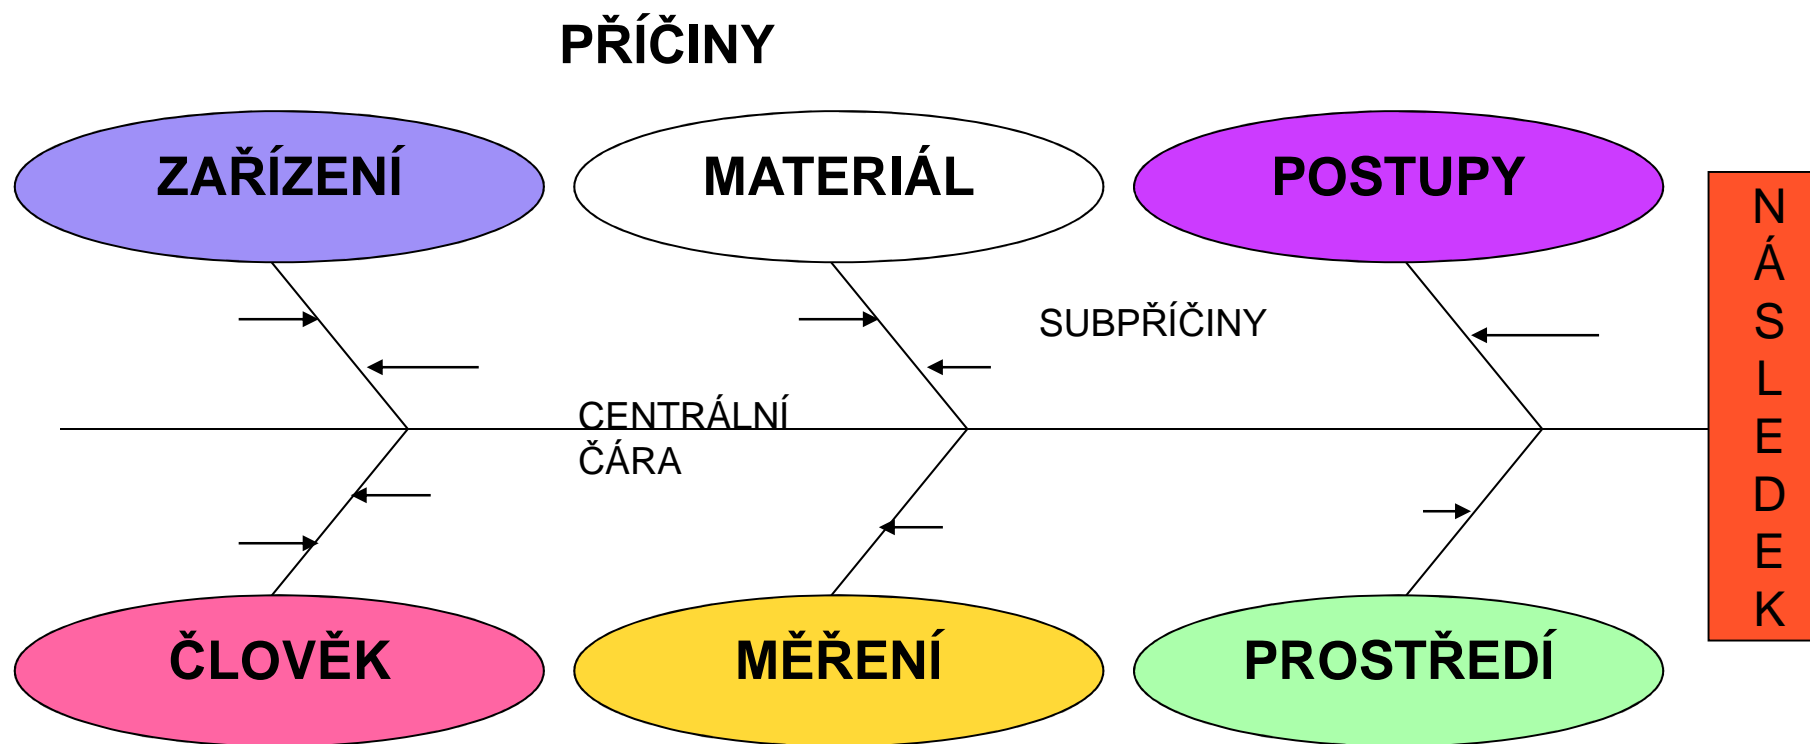 PŘÍČINY
ZAŘÍZENÍ
MATERIÁL
POSTUPY
SUBPŘÍČINY
CENTRÁLNÍ
ČÁRA
ČLOVĚK
MĚŘENÍ
PROSTŘEDÍ
N
Á
S
L
E
D
E
K